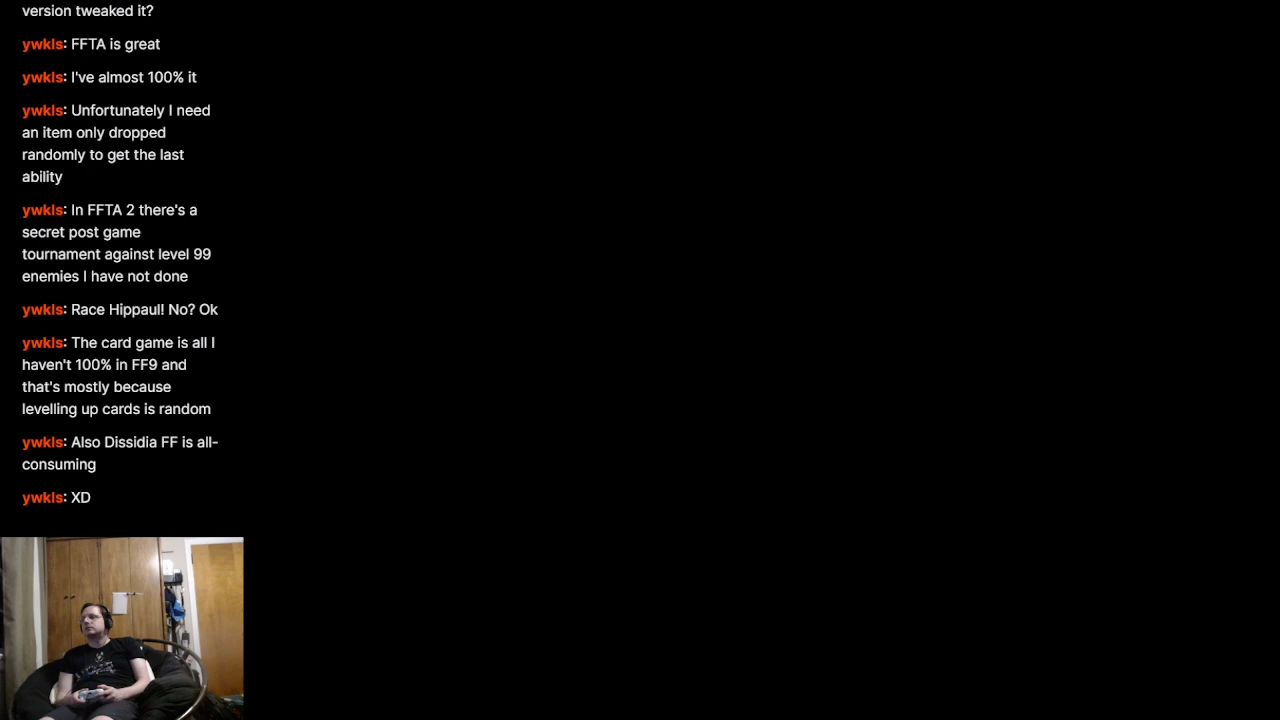 version tweaked it?
ywkls: FFTA is great
ywkls: I've almost 100% it
ywkls: Unfortunately I need
an item only dropped
randomly to get the last
ability
ywkls: In FFTA 2 there's a
secret post game
tournament against level 99
enemies I have not done
ywkls: Race Hippaul! No? Ok
ywkls: The card game is all I
haven't 100% in FF9 and
that's mostly because
levelling up cards is random
ywkls: Also Dissidia FF is all-
consuming
ywkls: XD